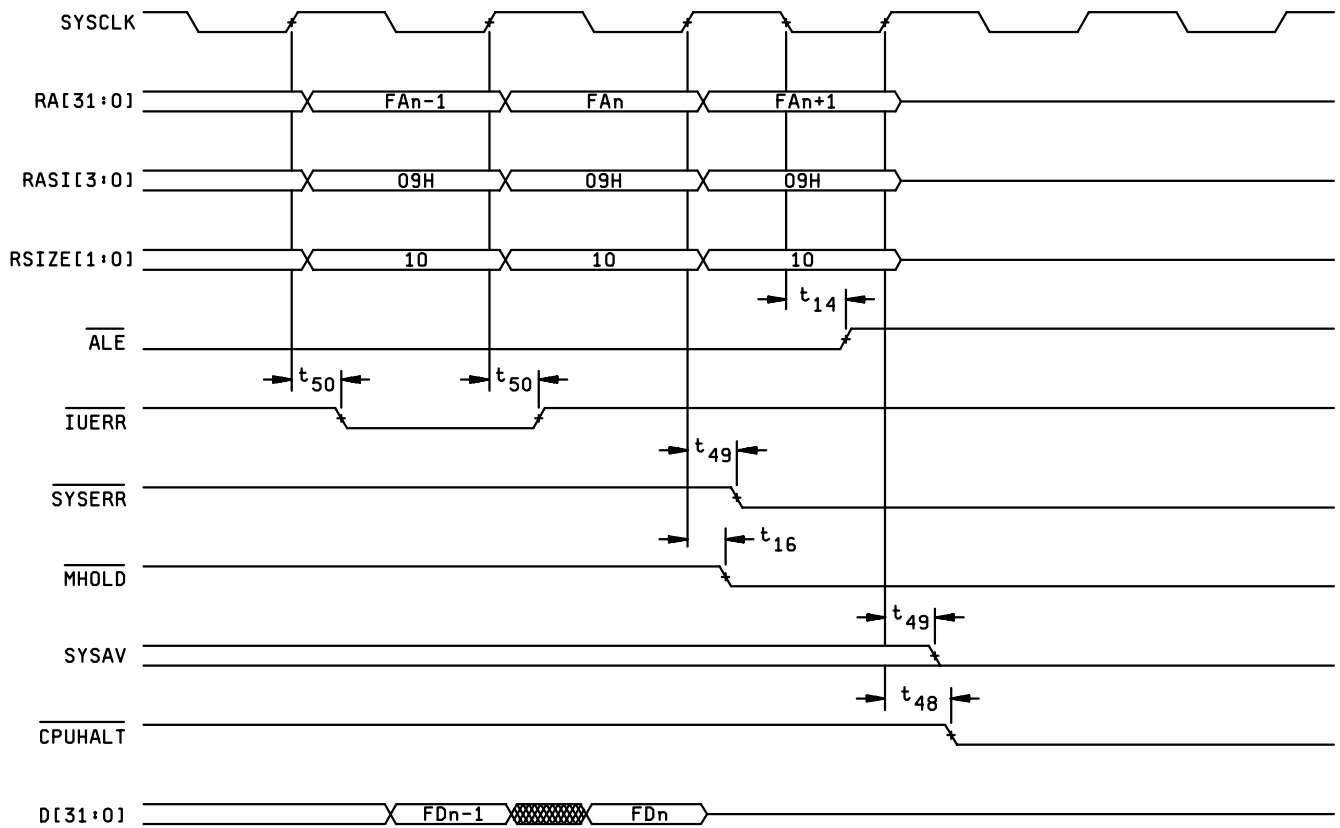 SYSCLK
RA[31:0] FAn-1 FAn FAn+1
RASI[3:0] 09H 09H 09H
RSIZE[1:0] 10 10 10
t14
ALE
t50 t50
IUERR
t49
SYSERR
t16
MHOLD
t49
SYSAV
t48
CPUHALT
D[31:0] FDn-1 FDn